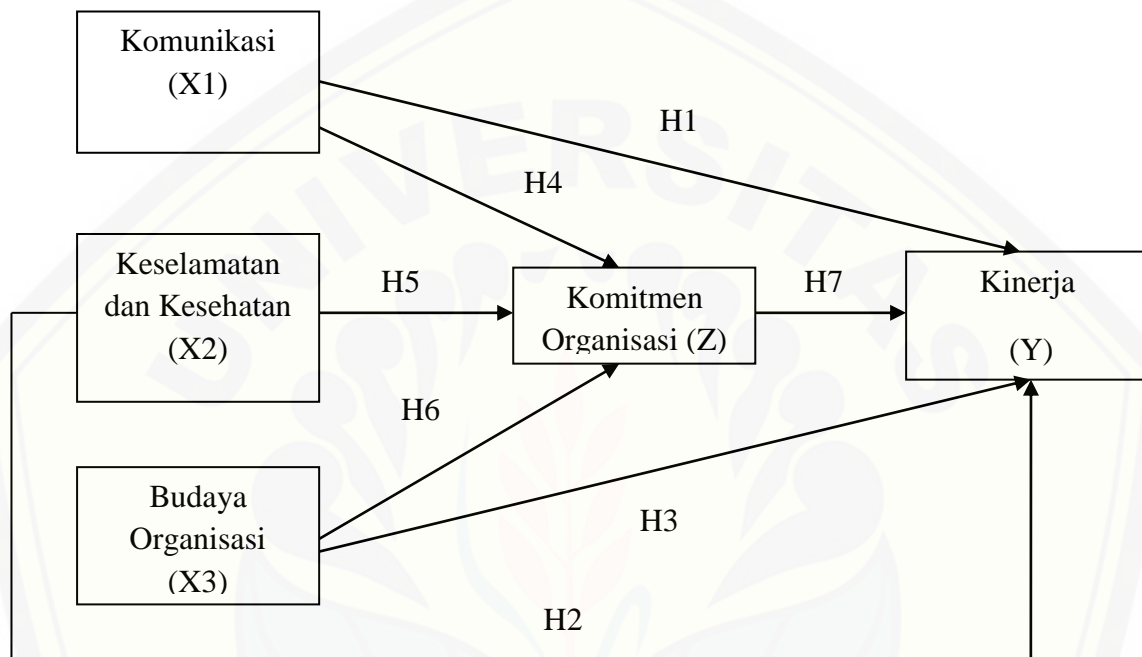 Komunikasi
(X1)
H1
H4
Keselamatan
dan Kesehatan
(X2)
H5
Komitmen
Organisasi (Z)
H7
Kinerja
(Y)
H6
Budaya
Organisasi
(X3)
H3
H2
UNIVERSITAS